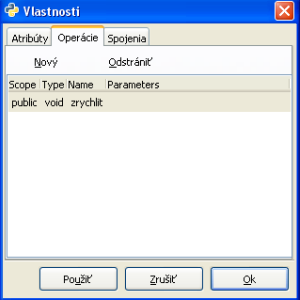 Vlastnosti
Atribúty Operácie Spojenia
Nový Odstrániť
Scope Type Name Parameters
public void zrychlit
Použiť Zrušiť Ok